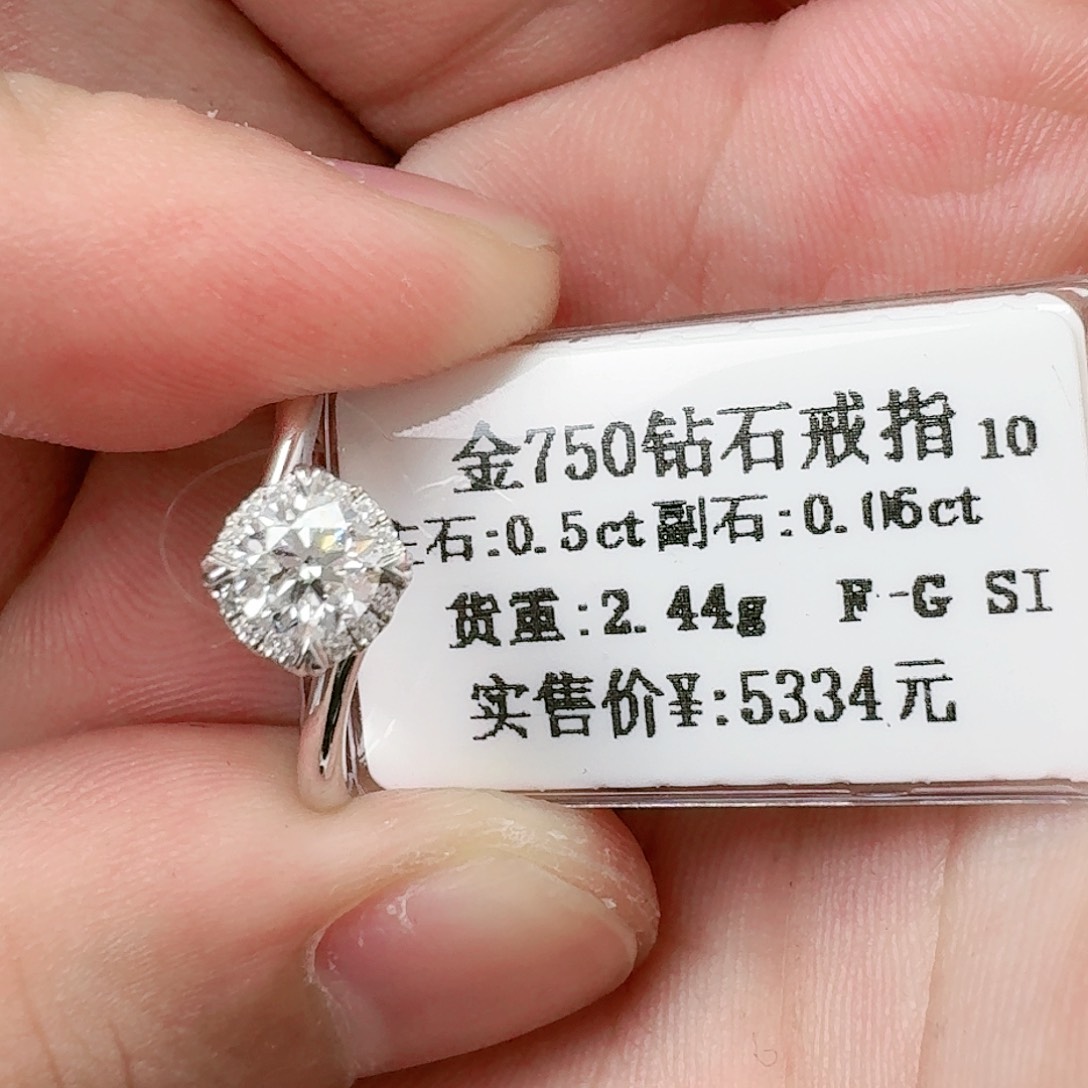 金750钻石戒指 10
主石:0.5ct副石:0.06ct
货重:2.44g F-G SI
实售价¥:5334元